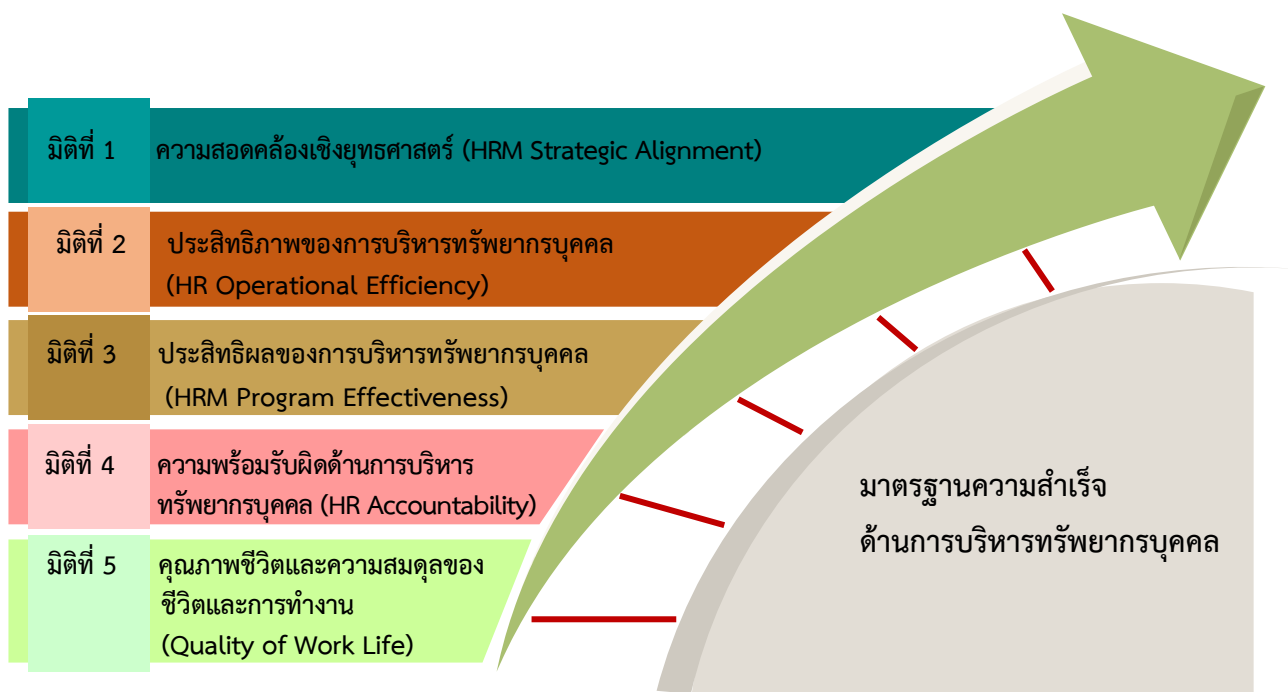 มิติที่ 1 ความสอดคล้องเชิงยุทธศาสตร์ (HRM Strategic Alignment)
มิติที่ 2 ประสิทธิภาพของการบริหารทรัพยากรบุคคล
(HR Operational Efficiency)
มิติที่ 3 ประสิทธิผลของการบริหารทรัพยากรบุคคล
(HRM Program Effectiveness)
มิติที่ 4 ความพร้อมรับผิดด้านการบริหาร
ทรัพยากรบุคคล (HR Accountability)
มิติที่ 5 คุณภาพชีวิตและความสมดุลของ
ชีวิตและการทำงาน
(Quality of Work Life)
มาตรฐานความสำเร็จ
ด้านการบริหารทรัพยากรบุคคล